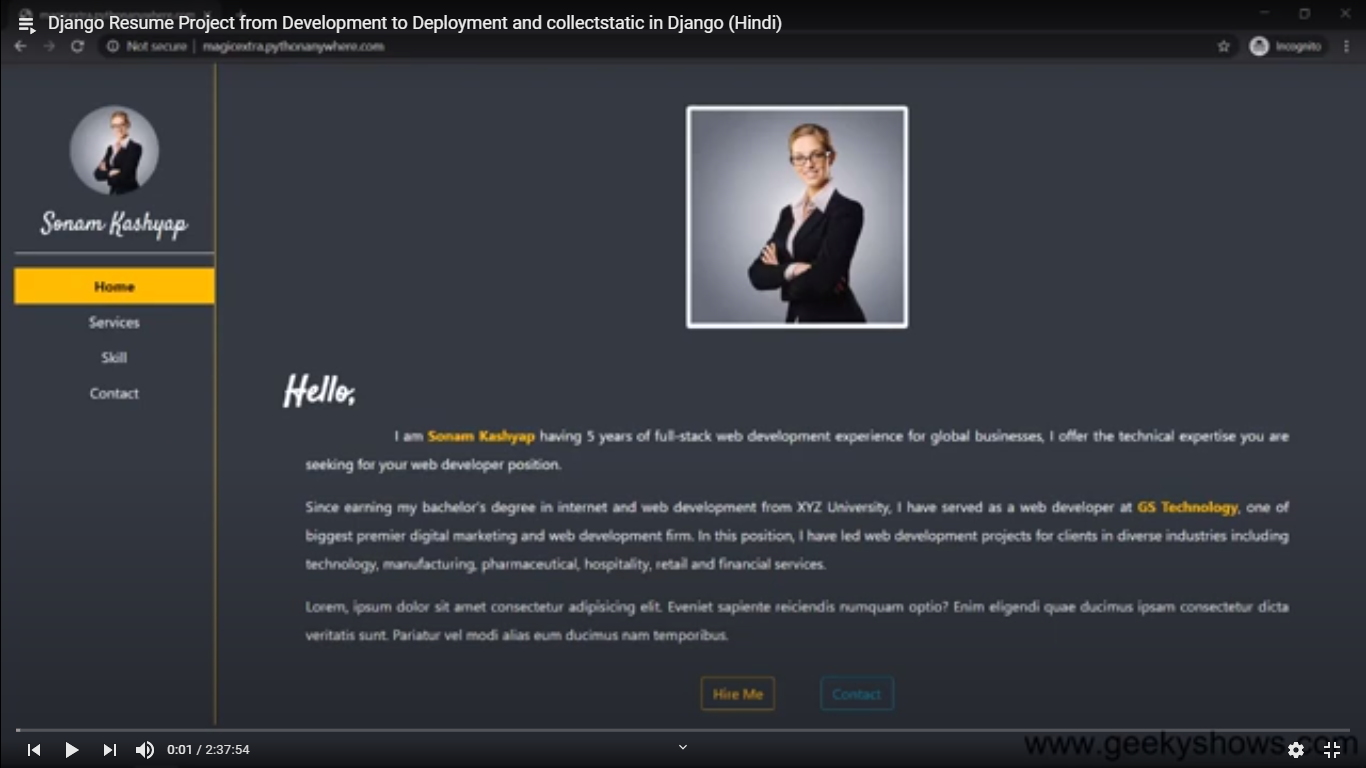 Django Resume Project from Development to Deployment and collectstatic in Django (Hindi)
Not secure | magicextra.pythonanywhere.com
Incognito
Sonam Kashyap
Home
Services
Skill
Contact
Hello,
I am Sonam Kashyap having 5 years of full-stack web development experience for global businesses, I offer the technical expertise you are
seeking for your web developer position.
Since earning my bachelor's degree in internet and web development from XYZ University, I have served as a web developer at GS Technology, one of
biggest premier digital marketing and web development firm. In this position, I have led web development projects for clients in diverse industries including
technology, manufacturing, pharmaceutical, hospitality, retail and financial services.
Lorem, ipsum dolor sit amet consectetur adipisicing elit. Eveniet sapiente reiciendis numquam optio? Enim eligendi quae ducimus ipsam consectetur dicta
veritatis sunt. Pariatur vel modi alias eum ducimus nam temporibus.
Hire Me
Contact
0:01 / 2:37:54
www.geekyshows.com